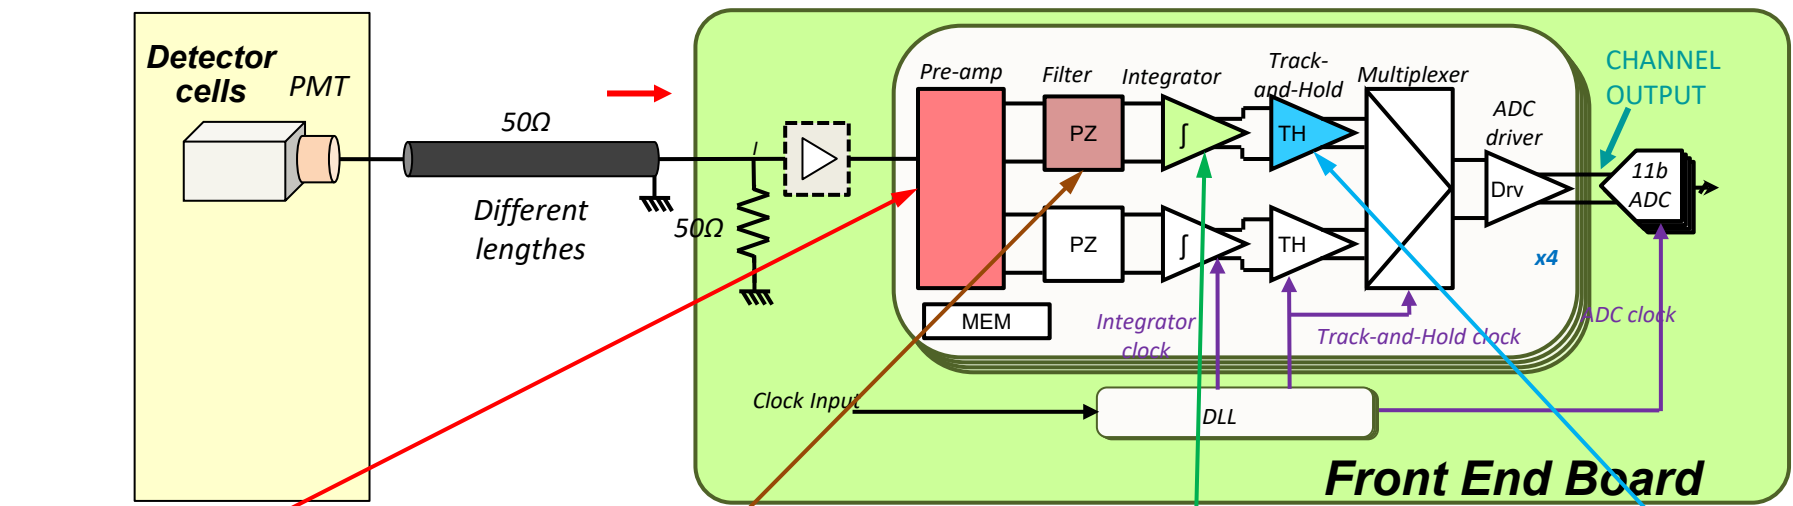 Detector
cells
PMT
50Ω
Different
lengthes
I
50Ω
Pre-amp
Filter
Integrator
Track-
and-Hold
Multiplexer
ADC
driver
CHANNEL
OUTPUT
PZ
∫
TH
PZ
∫
TH
Drv
11b
ADC
x4
MEM
Integrator
clock
Track-and-Hold clock
ADC clock
Clock Input
DLL
Front End Board